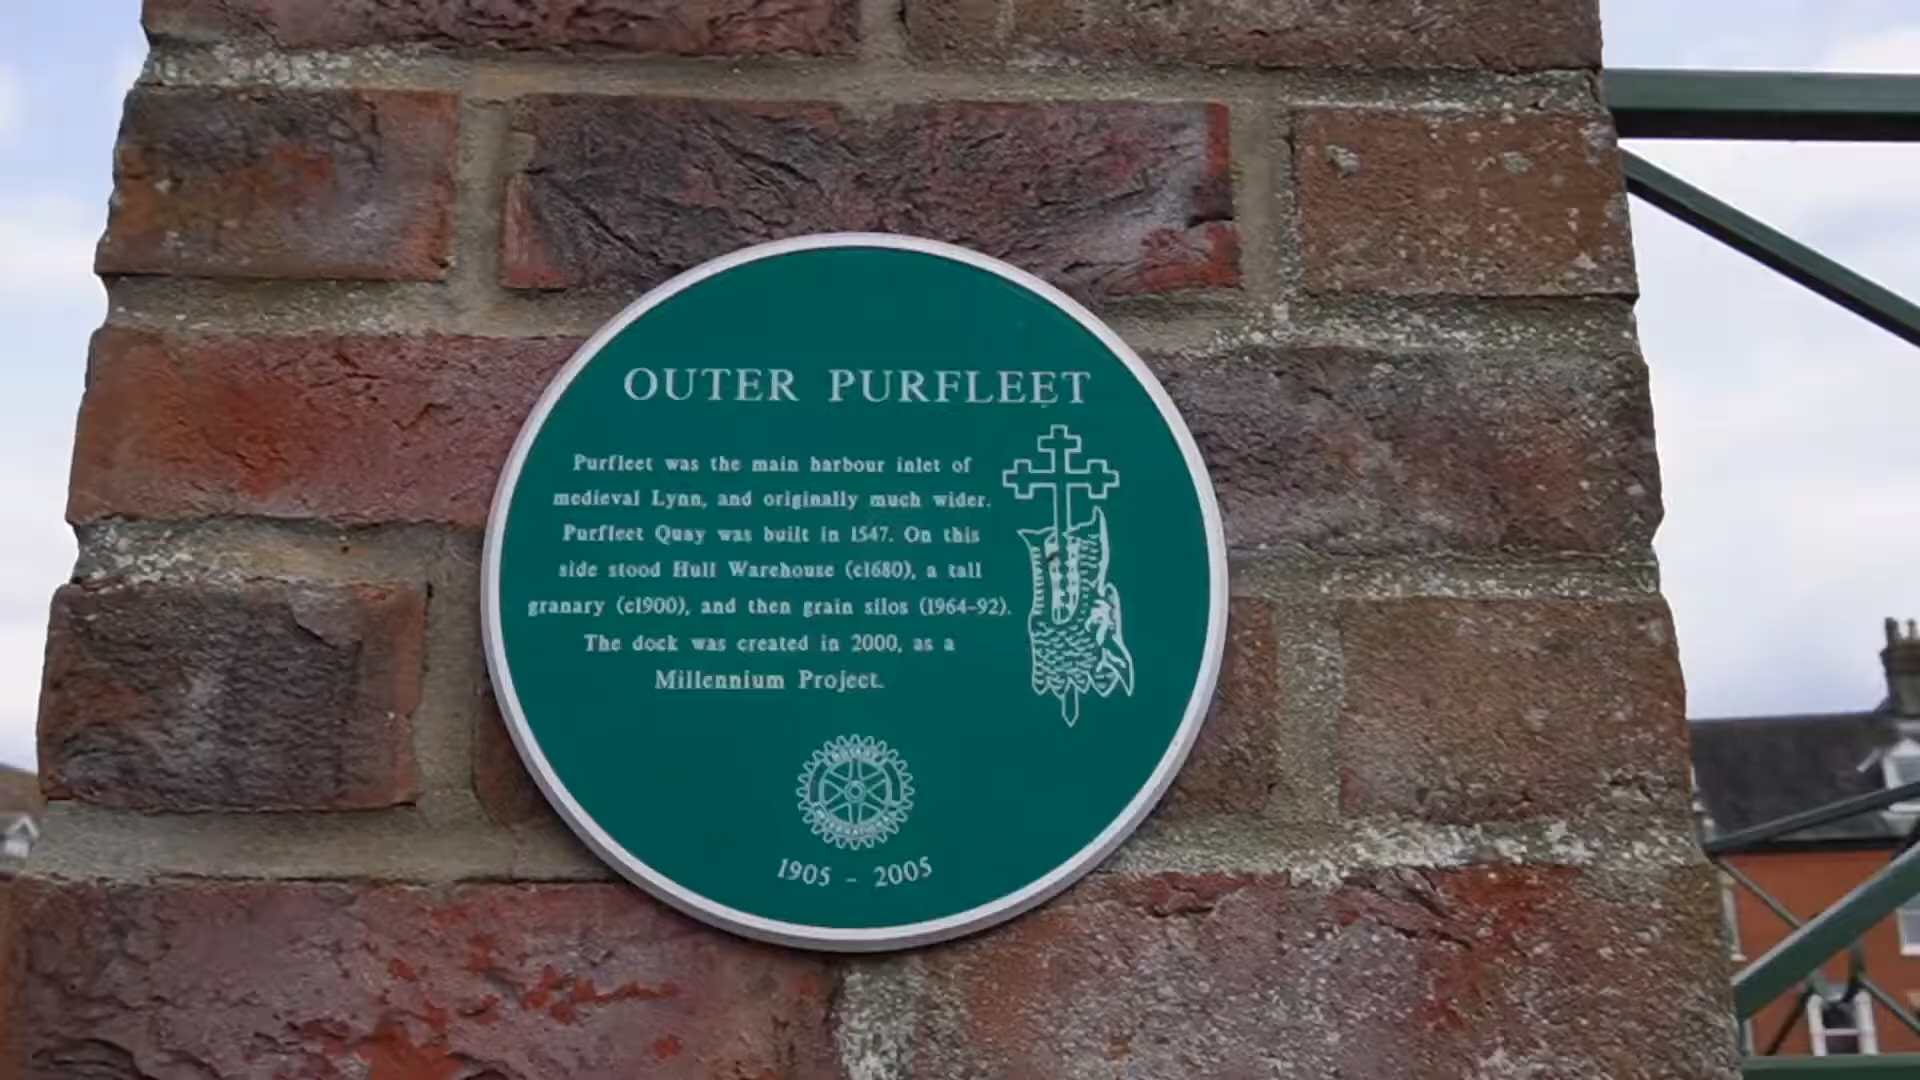 OUTER PURFLEET
Purfleet was the main harbour inlet of
medieval Lynn, and originally much wider.
Purfleet Quay was built in 1547. On this
side stood Hull Warehouse (c1680), a tall
granary (c1900), and then grain silos (1964-92).
The dock was created in 2000, as a
Millennium Project.
ROTARY
INTERNATIONAL
1905 - 2005